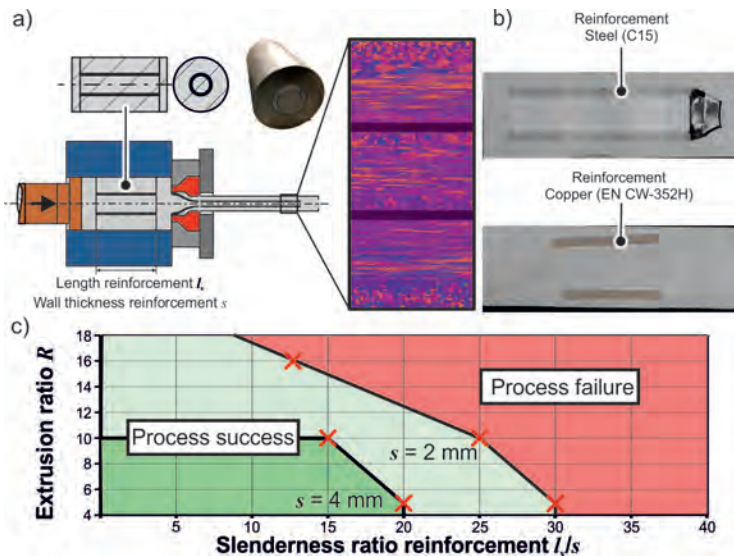 a)
Length reinforcement lᵣ
Wall thickness reinforcement s
b)
Reinforcement
Steel (C15)
Reinforcement
Copper (EN CW-352H)
c)
Extrusion ratio R
18
16
14
12
10
8
6
4
Process failure
Process success
s = 2 mm
s = 4 mm
5
10
15
20
25
30
35
40
Slenderness ratio reinforcement lᵣ/s